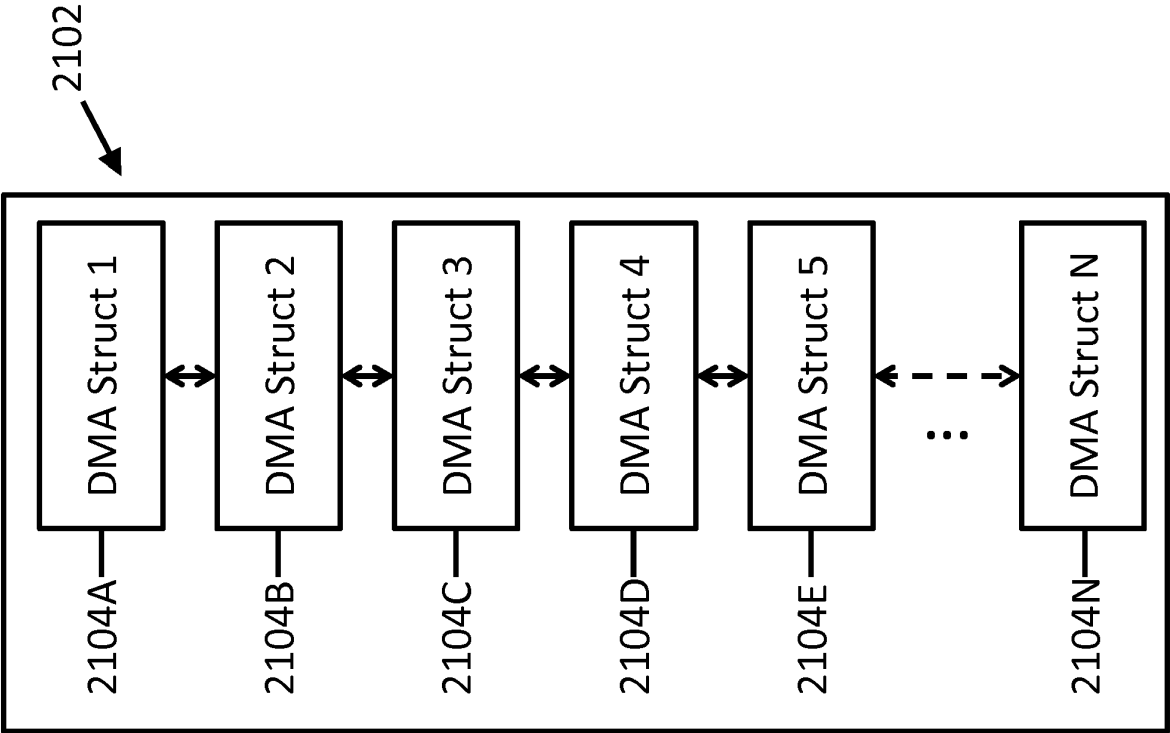 2102
DMA Struct 1
DMA Struct 2
DMA Struct 3
DMA Struct 4
DMA Struct 5
...
DMA Struct N
2104A
2104B
2104C
2104D
2104E
2104N